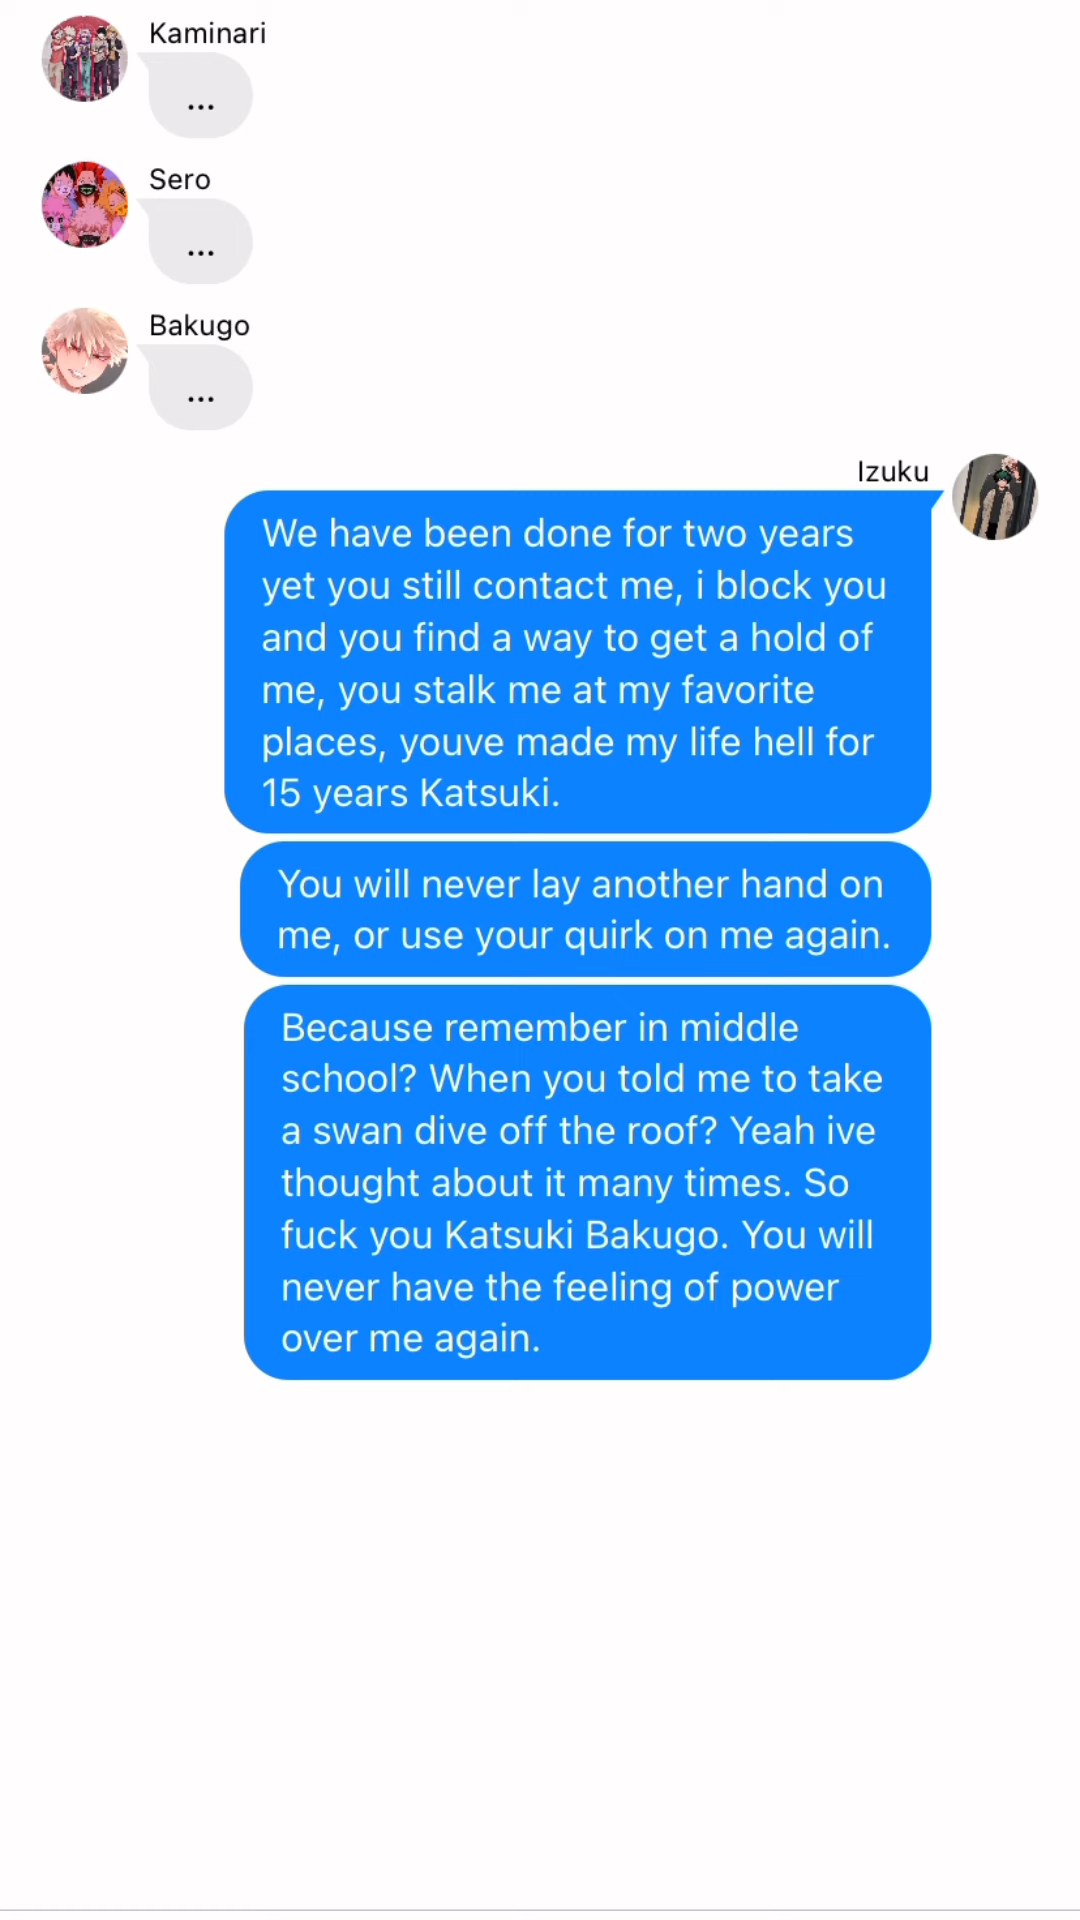 Kaminari
...
Sero
...
Bakugo
...
Izuku
We have been done for two years
yet you still contact me, i block you
and you find a way to get a hold of
me, you stalk me at my favorite
places, youve made my life hell for
15 years Katsuki.
You will never lay another hand on
me, or use your quirk on me again.
Because remember in middle
school? When you told me to take
a swan dive off the roof? Yeah ive
thought about it many times. So
fuck you Katsuki Bakugo. You will
never have the feeling of power
over me again.